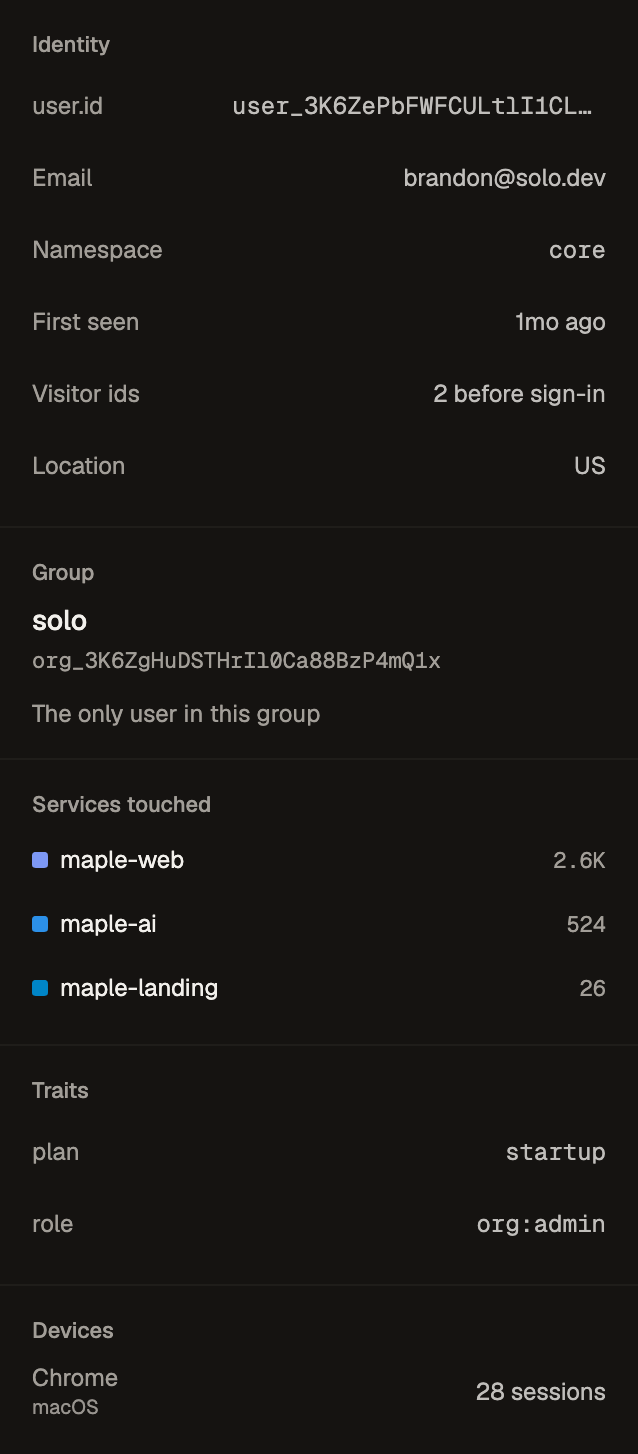 Identity
user.id user_3K6ZePbFWFCULtlI1CL…
Email brandon@solo.dev
Namespace core
First seen 1mo ago
Visitor ids 2 before sign-in
Location US
Group
solo
org_3K6ZgHuDSTHrIl0Ca88BzP4mQ1x
The only user in this group
Services touched
maple-web 2.6K
maple-ai 524
maple-landing 26
Traits
plan startup
role org:admin
Devices
Chrome
macOS
28 sessions